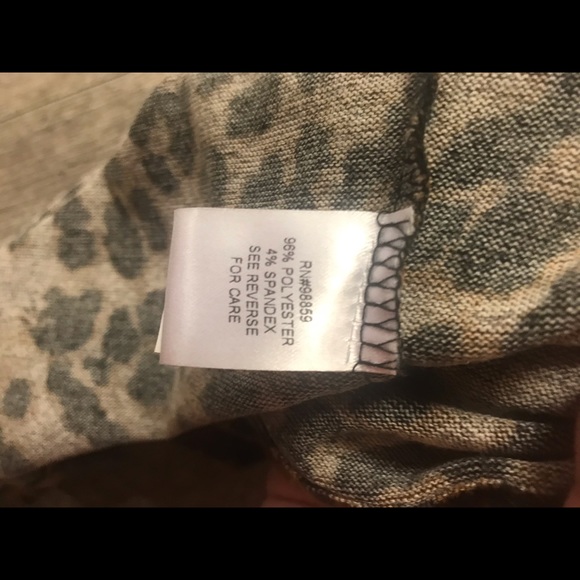 RN#98859
96% POLYESTER
4% SPANDEX
SEE REVERSE
FOR CARE